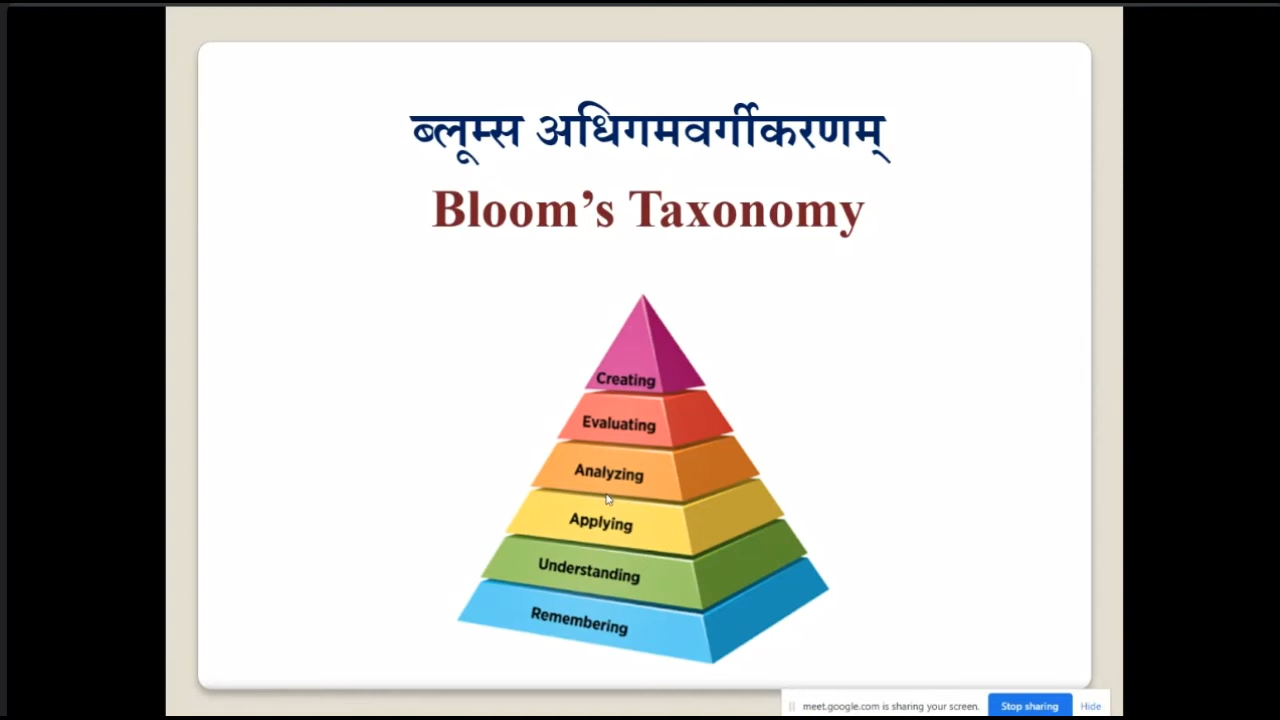 ब्लूम्स अधिगमवर्गीकरणम्
Bloom’s Taxonomy
Creating
Evaluating
Analyzing
Applying
Understanding
Remembering
meet.google.com is sharing your screen. Stop sharing Hide